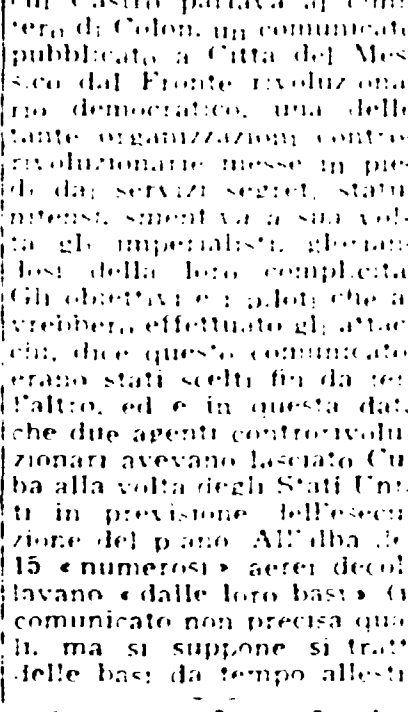 cui Castro parlava al cimi
tero di Colon, un comunicato
pubblicato a Città del Mes
sico dal Fronte rivoluziona
rio democratico, una delle
tante organizzazioni contro
rivoluzionarie messe in pie
di dai servizi segreti statu
nitensi, smentiva a sua vol
ta gli imperialisti, glorian
dosi della loro complicità
Gli obiettivi e i piloti che a
vrebbero effettuato gli attac
chi, dice questo comunicato
erano stati scelti fin da ieri
l'altro, ed è in questa data
che due agenti controrivolu
zionari avevano lasciato Cu
ba alla volta degli Stati Uni
ti in previsione dell'esecu
zione del piano. All'alba del
15 « numerosi » aerei decol
lavano « dalle loro basi » (il
comunicato non precisa qua
li, ma si suppone si tratti
delle basi da tempo allesti